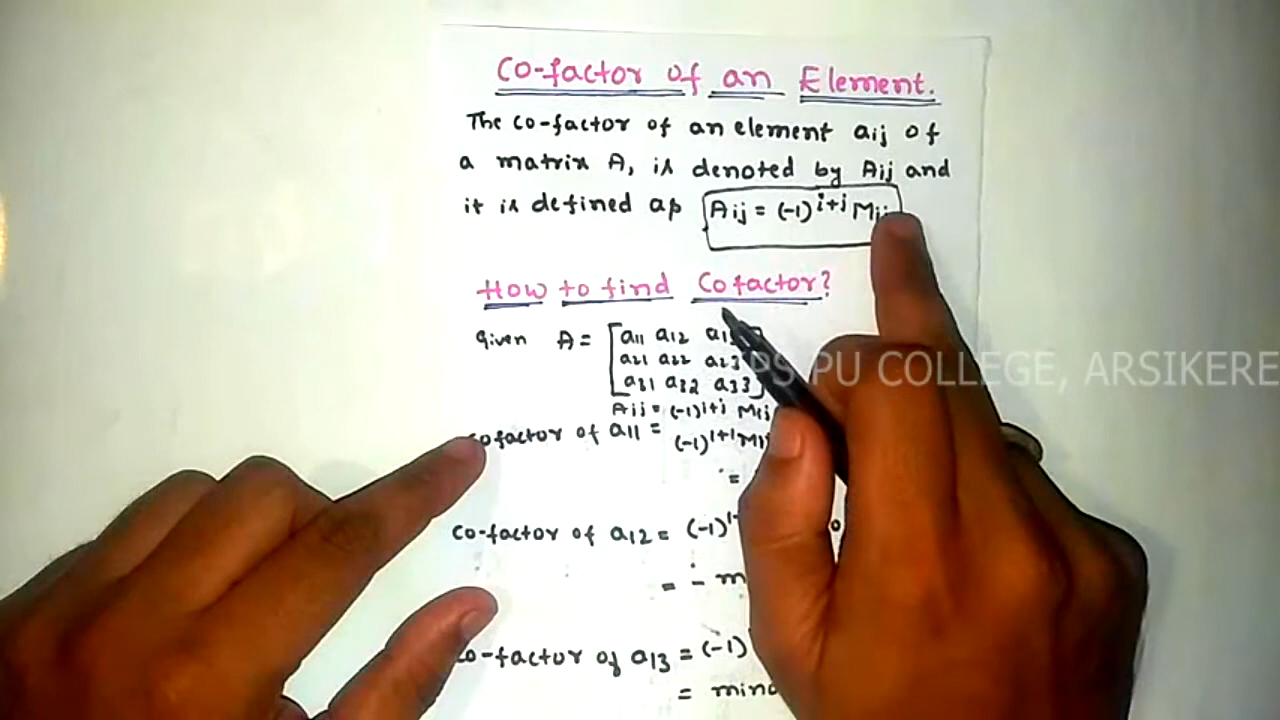 Co-factor of an Element.
The co-factor of an element aij of
a matrix A, is denoted by Aij and
it is defined as Aij = (-1)^i+j Mij
How to find Cofactor?
Given A = [a11 a12
a21 a22 a23
a31 a32 a33]
PU COLLEGE, ARSIKERE
Aij = (-1)^i+j Mij
cofactor of a11 = (-1)^1+1
=
co-factor of a12 = (-1)
= -
co-factor of a13 = (-1)
=